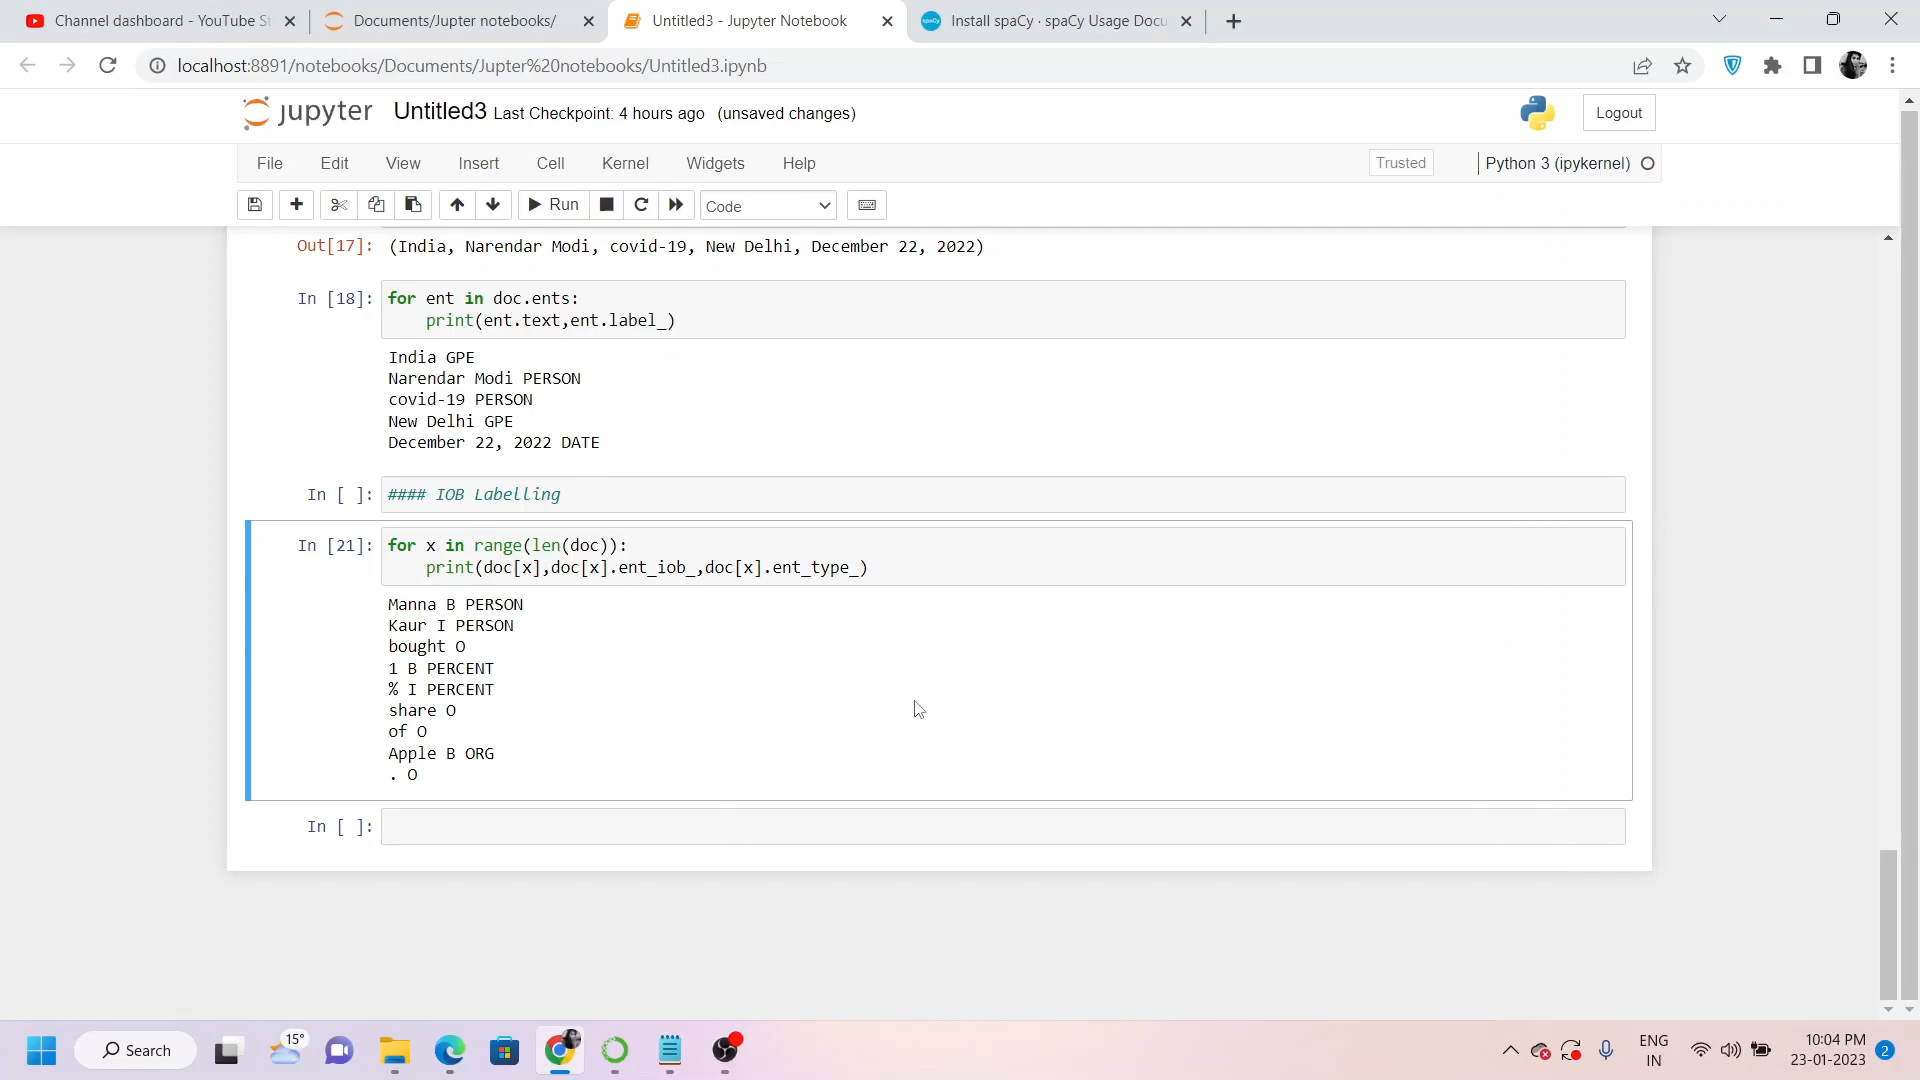 Channel dashboard - YouTube St
Documents/Jupter notebooks/
Untitled3 - Jupyter Notebook
spaCy
Install spaCy · spaCy Usage Docu
localhost:8891/notebooks/Documents/Jupter%20notebooks/Untitled3.ipynb
jupyter Untitled3 Last Checkpoint: 4 hours ago (unsaved changes)
Logout
File Edit View Insert Cell Kernel Widgets Help
Trusted
Python 3 (ipykernel)
Run
Code
Out[17]: (India, Narendar Modi, covid-19, New Delhi, December 22, 2022)
In [18]: for ent in doc.ents:
print(ent.text,ent.label_)
India GPE
Narendar Modi PERSON
covid-19 PERSON
New Delhi GPE
December 22, 2022 DATE
In [ ]: #### IOB Labelling
In [21]: for x in range(len(doc)):
print(doc[x],doc[x].ent_iob_,doc[x].ent_type_)
Manna B PERSON
Kaur I PERSON
bought O
1 B PERCENT
% I PERCENT
share O
of O
Apple B ORG
. O
In [ ]:
Search
15°
ENG
IN
10:04 PM
23-01-2023
2